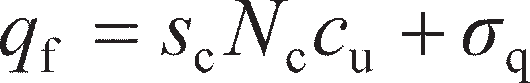 q_f = s_c N_c c_u + σ_q